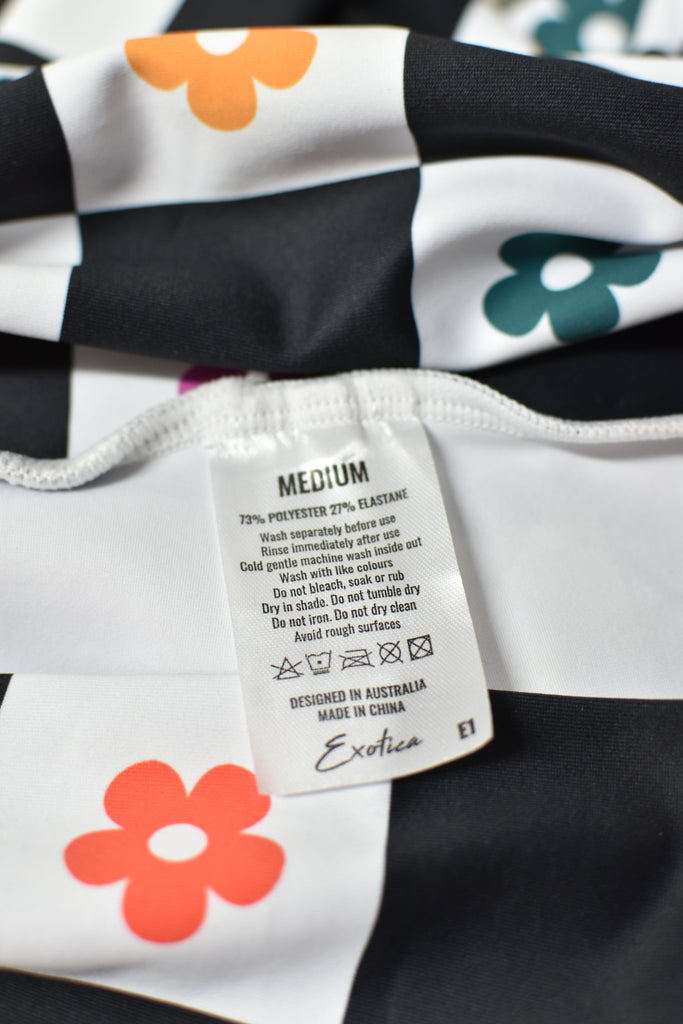 MEDIUM
73% POLYESTER 27% ELASTANE
Wash separately before use
Rinse immediately after use
Cold gentle machine wash inside out
Wash with like colours
Do not bleach, soak or rub
Dry in shade. Do not tumble dry
Do not iron. Do not dry clean
Avoid rough surfaces
DESIGNED IN AUSTRALIA
MADE IN CHINA
Exotica E1